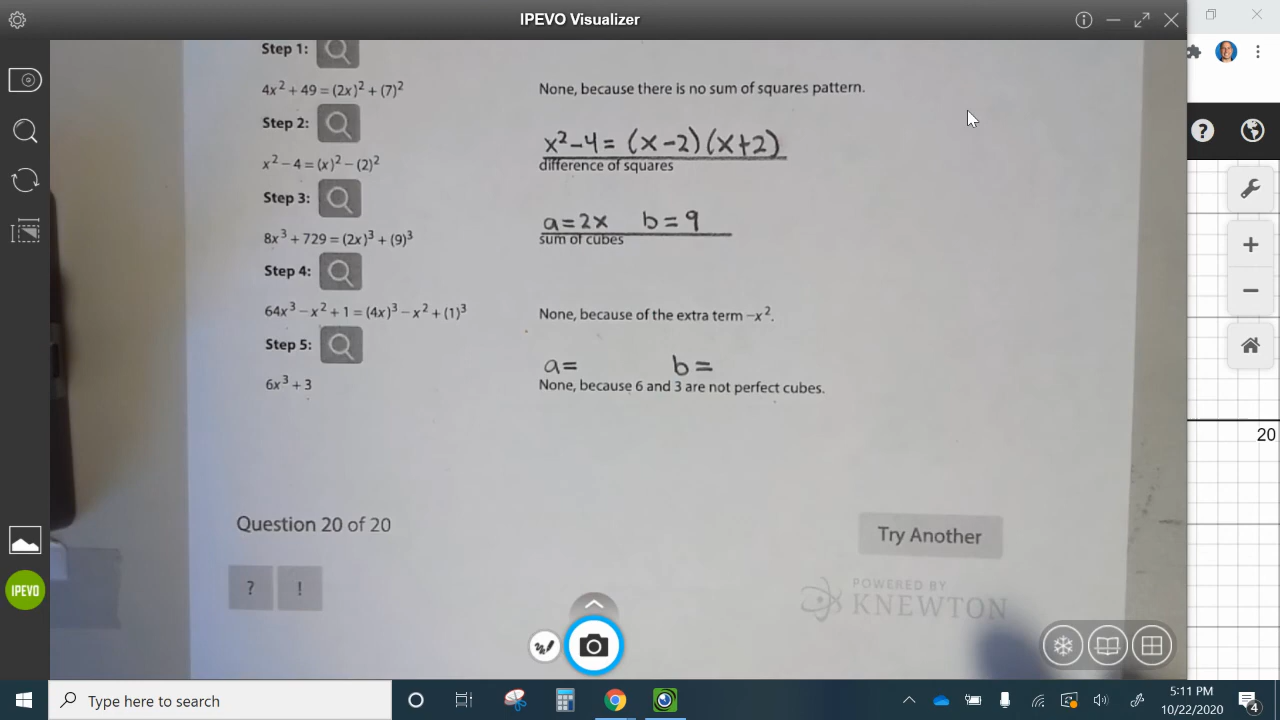 IPEVO Visualizer
Step 1:
4x² + 49 = (2x)² + (7)²
None, because there is no sum of squares pattern.
Step 2:
x² − 4 = (x − 2)(x + 2)
x² − 4 = (x)² − (2)²
difference of squares
Step 3:
a = 2x b = 9
8x³ + 729 = (2x)³ + (9)³
sum of cubes
Step 4:
64x³ − x² + 1 = (4x)³ − x² + (1)³
None, because of the extra term −x².
Step 5:
a = b =
6x³ + 3
None, because 6 and 3 are not perfect cubes.
20
Question 20 of 20
Try Another
? !
POWERED BY
KNEWTON
IPEVO
Type here to search
5:11 PM
10/22/2020
4